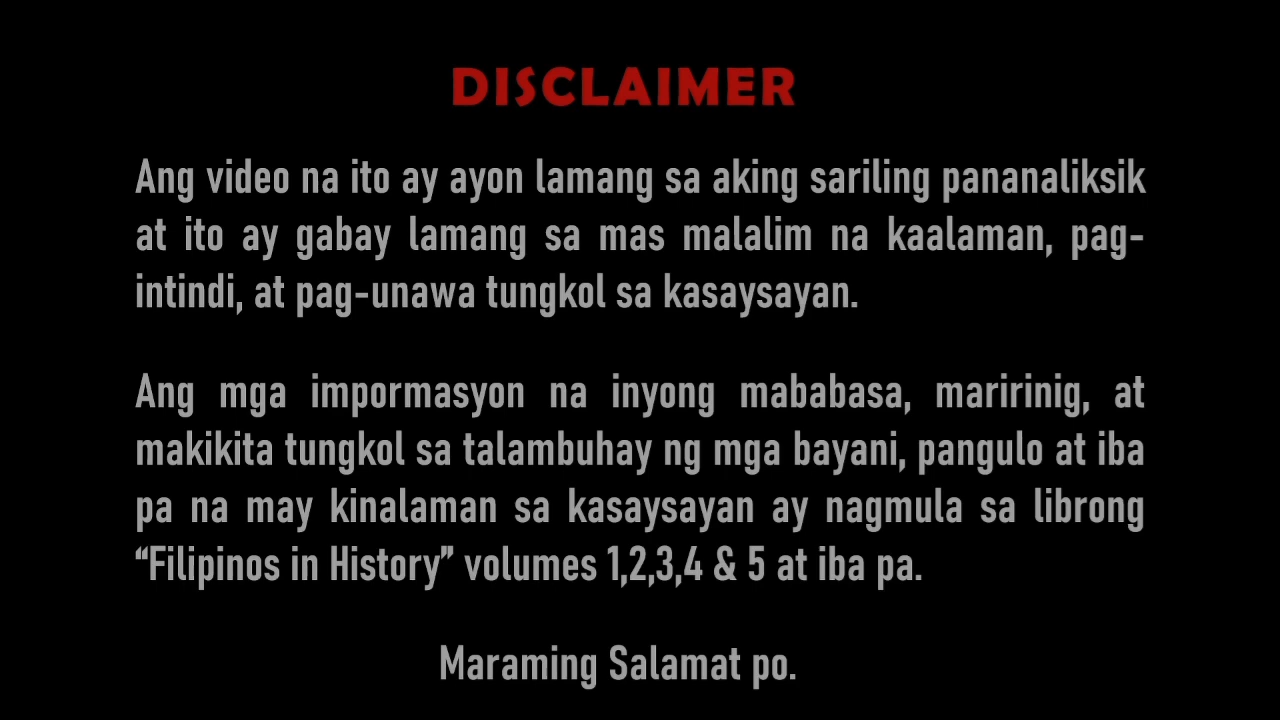 DISCLAIMER
Ang video na ito ay ayon lamang sa aking sariling pananaliksik
at ito ay gabay lamang sa mas malalim na kaalaman, pag-
intindi, at pag-unawa tungkol sa kasaysayan.
Ang mga impormasyon na inyong mababasa, maririnig, at
makikita tungkol sa talambuhay ng mga bayani, pangulo at iba
pa na may kinalaman sa kasaysayan ay nagmula sa librong
“Filipinos in History” volumes 1,2,3,4 & 5 at iba pa.
Maraming Salamat po.